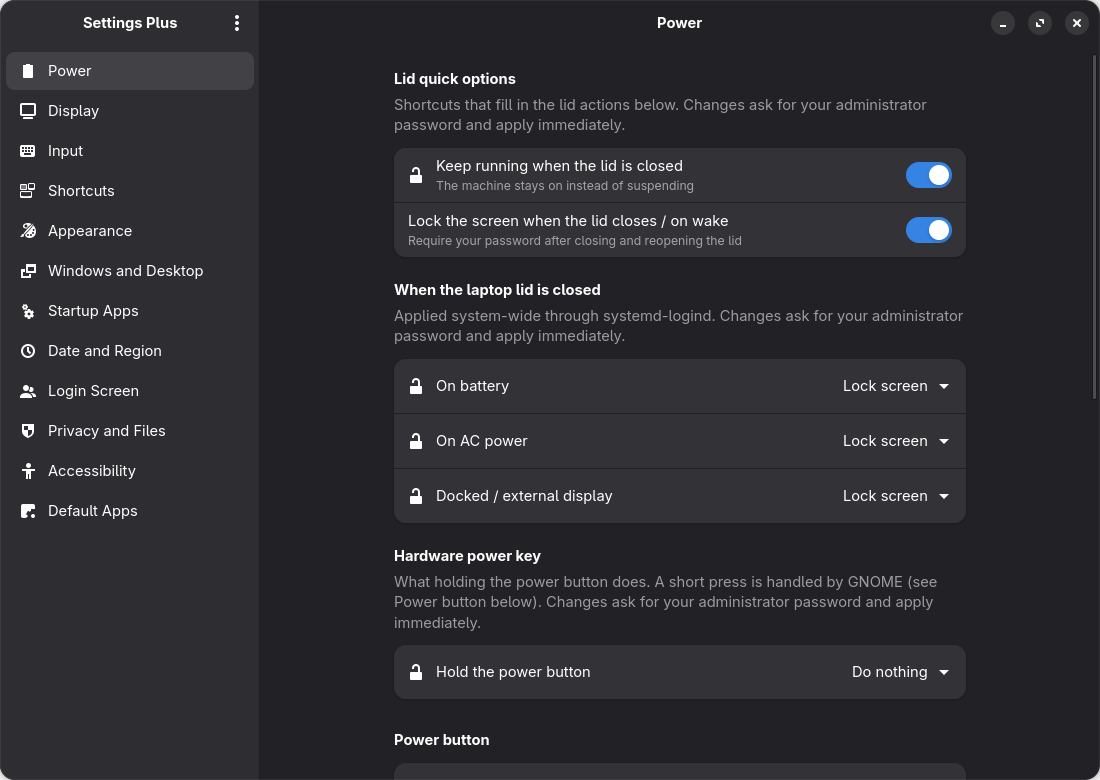 Settings Plus
Power
Display
Input
Shortcuts
Appearance
Windows and Desktop
Startup Apps
Date and Region
Login Screen
Privacy and Files
Accessibility
Default Apps
Power
Lid quick options
Shortcuts that fill in the lid actions below. Changes ask for your administrator
password and apply immediately.
Keep running when the lid is closed
The machine stays on instead of suspending
Lock the screen when the lid closes / on wake
Require your password after closing and reopening the lid
When the laptop lid is closed
Applied system-wide through systemd-logind. Changes ask for your administrator
password and apply immediately.
On battery Lock screen
On AC power Lock screen
Docked / external display Lock screen
Hardware power key
What holding the power button does. A short press is handled by GNOME (see
Power button below). Changes ask for your administrator password and apply
immediately.
Hold the power button Do nothing
Power button